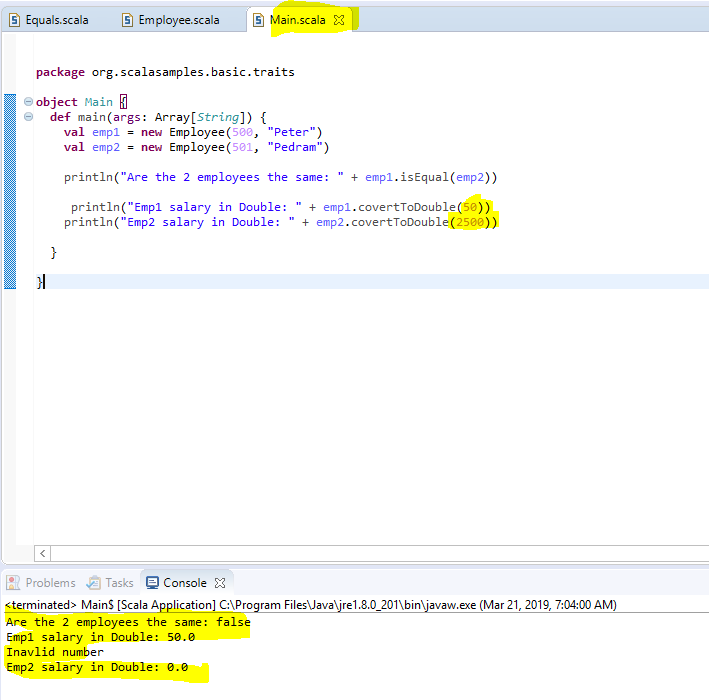 Equals.scala Employee.scala Main.scala
package org.scalasamples.basic.traits
object Main {
def main(args: Array[String]) {
val emp1 = new Employee(500, "Peter")
val emp2 = new Employee(501, "Pedram")
println("Are the 2 employees the same: " + emp1.isEqual(emp2))
println("Emp1 salary in Double: " + emp1.covertToDouble(50))
println("Emp2 salary in Double: " + emp2.covertToDouble(2500))
}
}
Problems Tasks Console
<terminated> Main$ [Scala Application] C:\Program Files\Java\jre1.8.0_201\bin\javaw.exe (Mar 21, 2019, 7:04:00 AM)
Are the 2 employees the same: false
Emp1 salary in Double: 50.0
Inavlid number
Emp2 salary in Double: 0.0